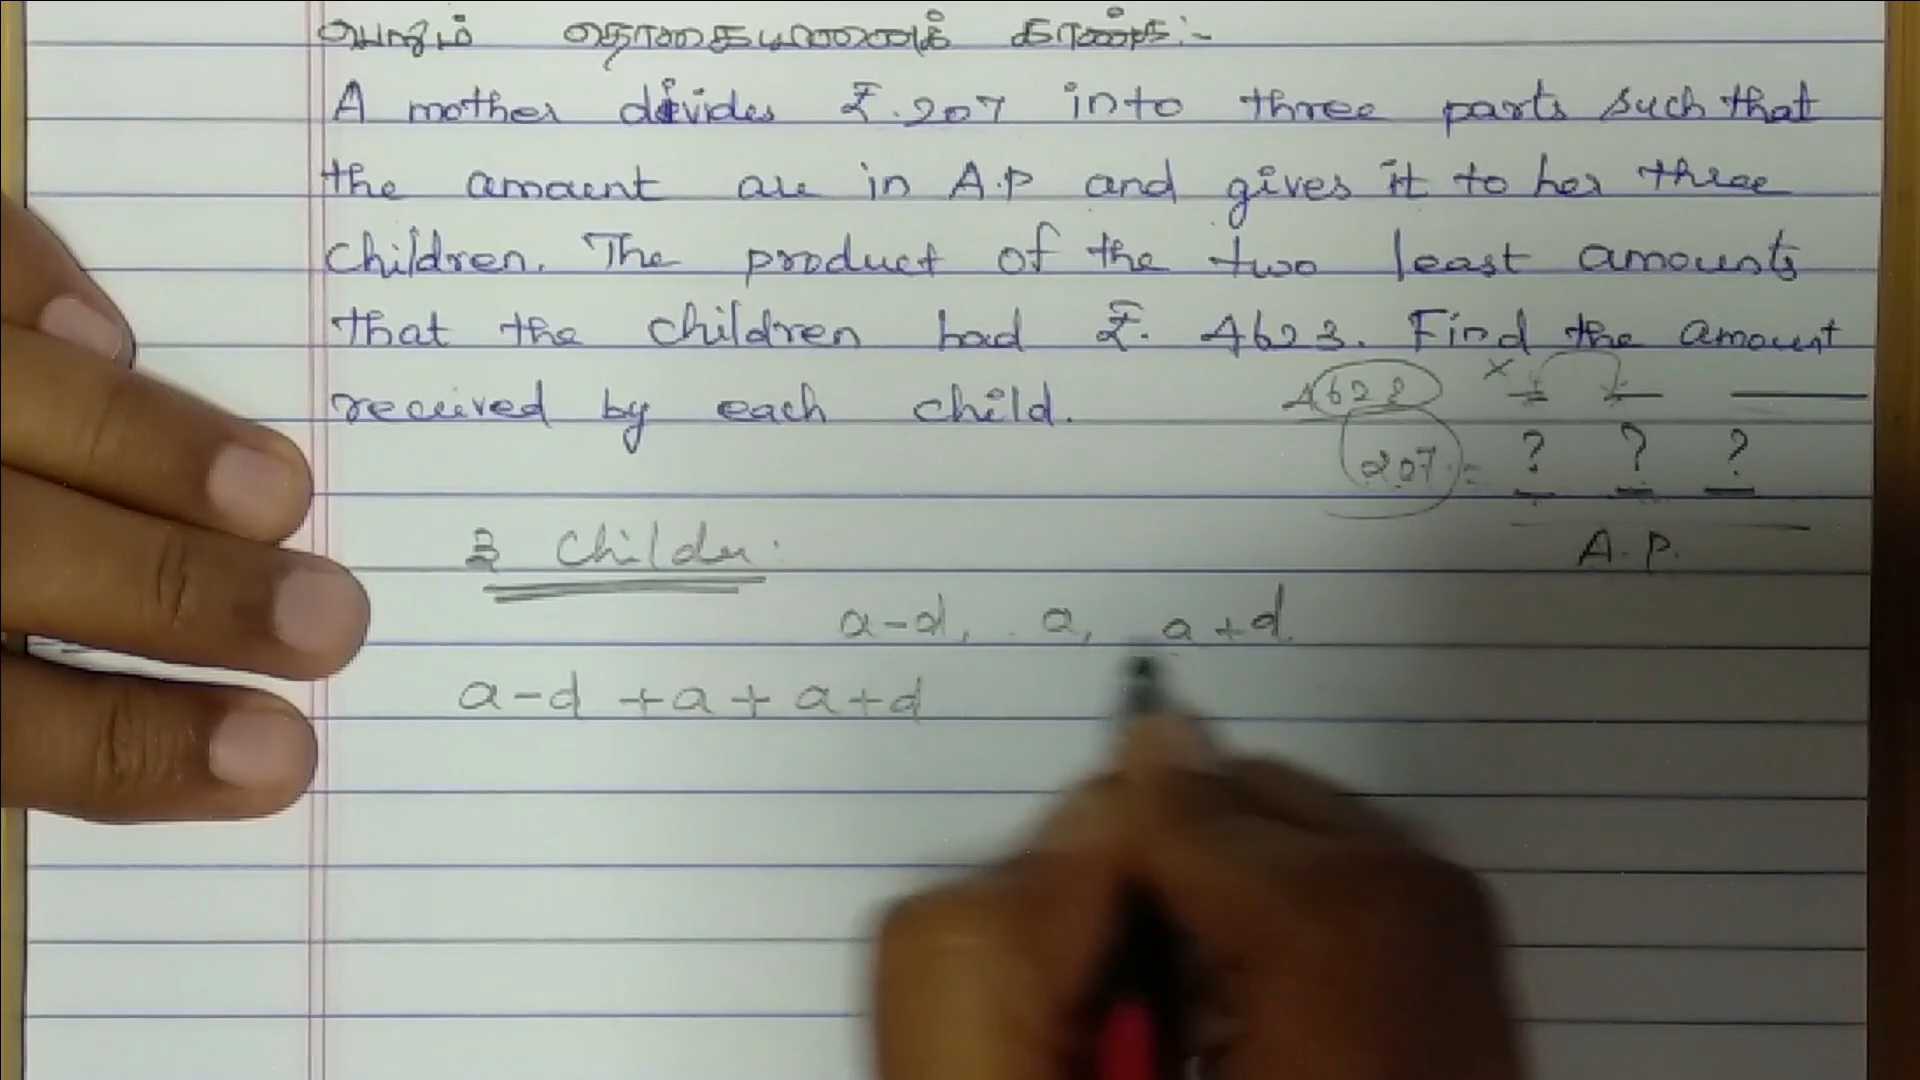 பெறும் தொகையினைக் காண்க:-
A mother divides ₹.207 into three parts such that
the amount are in A.P and gives it to her three
children. The product of the two least amounts
that the children had ₹. 4623. Find the amount
received by each child.
4623 ×
207 = ? ? ?
A.P.
3 Childer:
a-d, a, a+d
a-d +a+ a+d